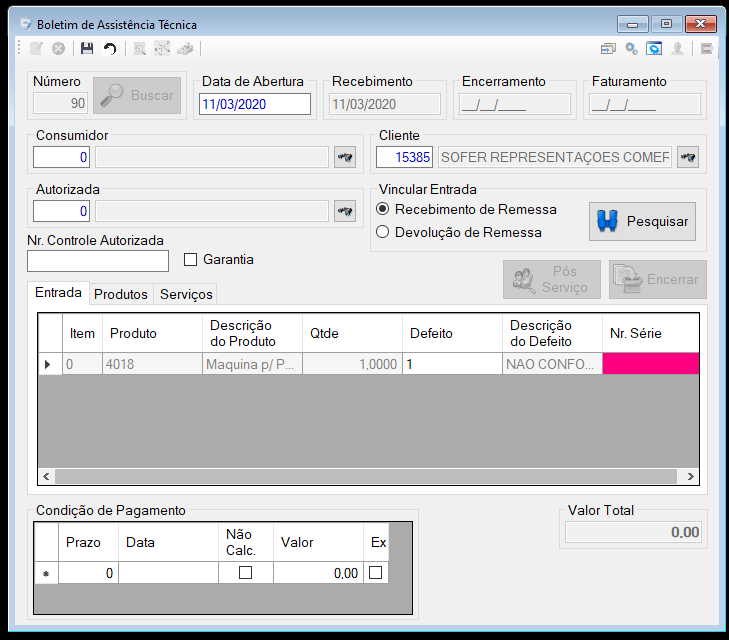 Boletim de Assistência Técnica
Número
90
Buscar
Data de Abertura
11/03/2020
Recebimento
11/03/2020
Encerramento
__/__/____
Faturamento
__/__/____
Consumidor
0
Cliente
15385
SOFER REPRESENTAÇOES COMER
Autorizada
0
Vincular Entrada
Recebimento de Remessa
Devolução de Remessa
Pesquisar
Nr. Controle Autorizada
Garantia
Pós
Serviço
Encerrar
Entrada Produtos Serviços
Item Produto Descrição do Produto Qtde Defeito Descrição do Defeito Nr. Série
0 4018 Maquina p/ P... 1,0000 1 NAO CONFO...
Condição de Pagamento
Prazo Data Não Calc. Valor Ex
0 0,00
Valor Total
0.00